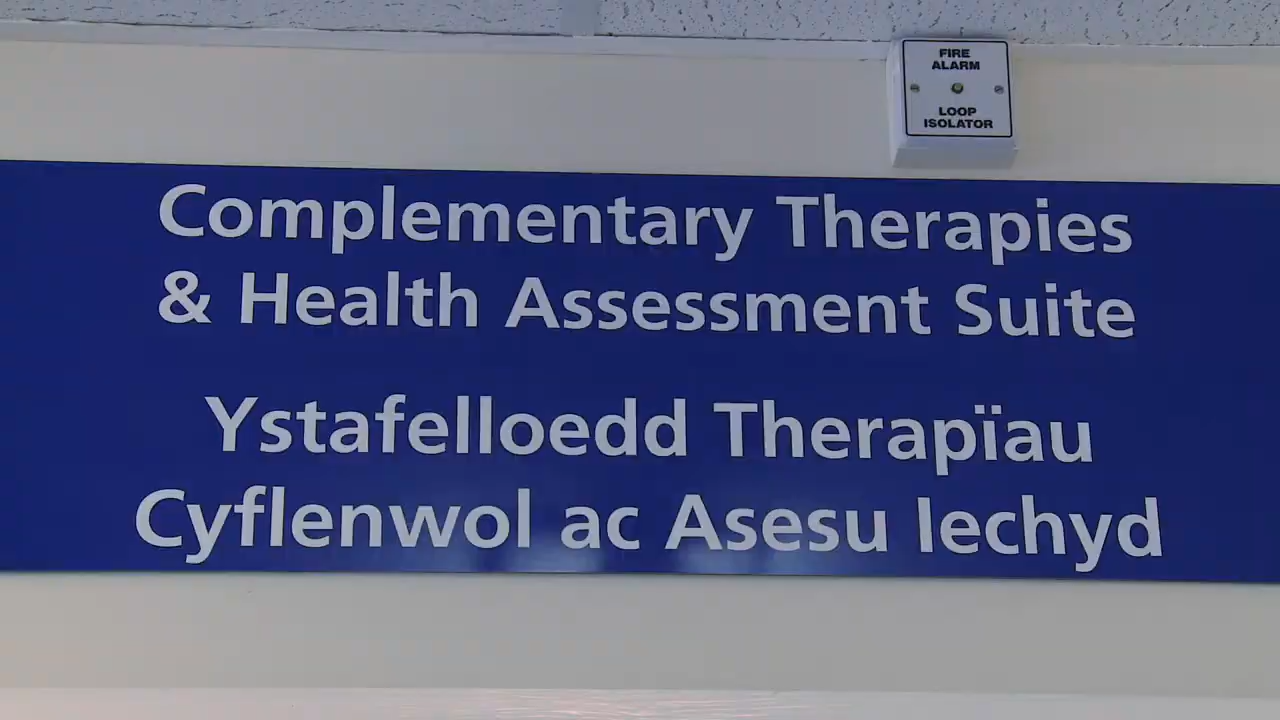 FIRE
ALARM
LOOP
ISOLATOR
Complementary Therapies
& Health Assessment Suite
Ystafelloedd Therapïau
Cyflenwol ac Asesu Iechyd